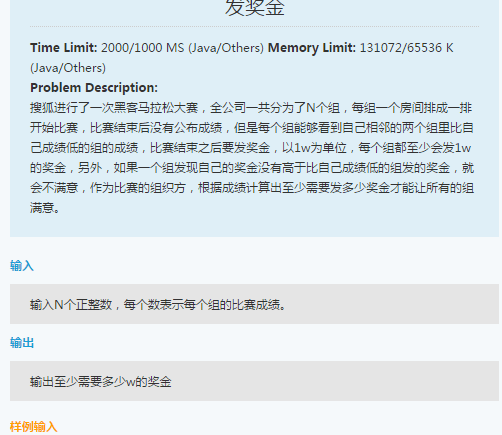 发奖金
Time Limit: 2000/1000 MS (Java/Others) Memory Limit: 131072/65536 K
(Java/Others)
Problem Description:
搜狐进行了一次黑客马拉松大赛，全公司一共分为了N个组，每组一个房间排成一排
开始比赛，比赛结束后没有公布成绩，但是每个组能够看到自己相邻的两个组里比自
己成绩低的组的成绩，比赛结束之后要发奖金，以1w为单位，每个组都至少会发1w
的奖金，另外，如果一个组发现自己的奖金没有高于比自己成绩低的组发的奖金，就
会不满意，作为比赛的组织方，根据成绩计算出至少需要发多少奖金才能让所有的组
满意。
输入
输入N个正整数，每个数表示每个组的比赛成绩。
输出
输出至少需要多少w的奖金
样例输入